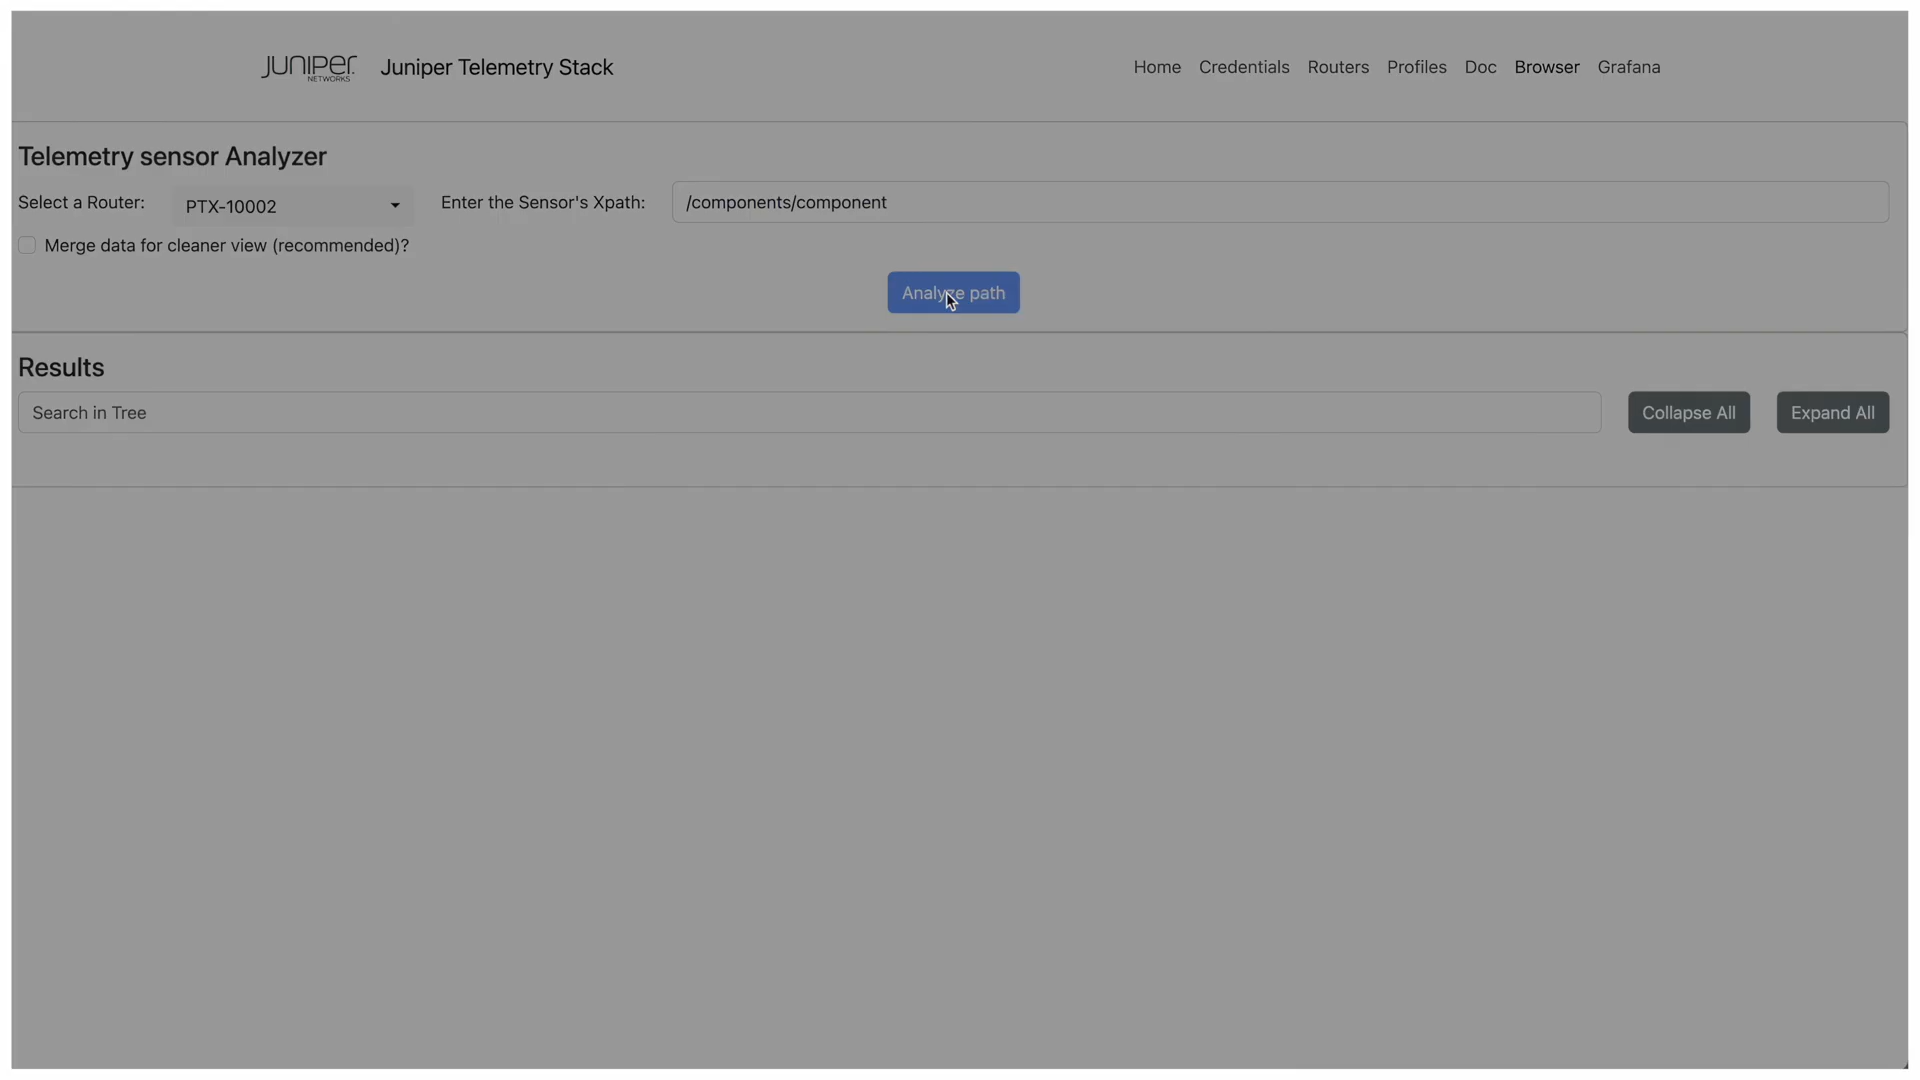 JUNIPER NETWORKS
Juniper Telemetry Stack
Home Credentials Routers Profiles Doc Browser Grafana
Telemetry sensor Analyzer
Select a Router: PTX-10002 Enter the Sensor's Xpath: /components/component
Merge data for cleaner view (recommended)?
Analyze path
Results
Search in Tree Collapse All Expand All